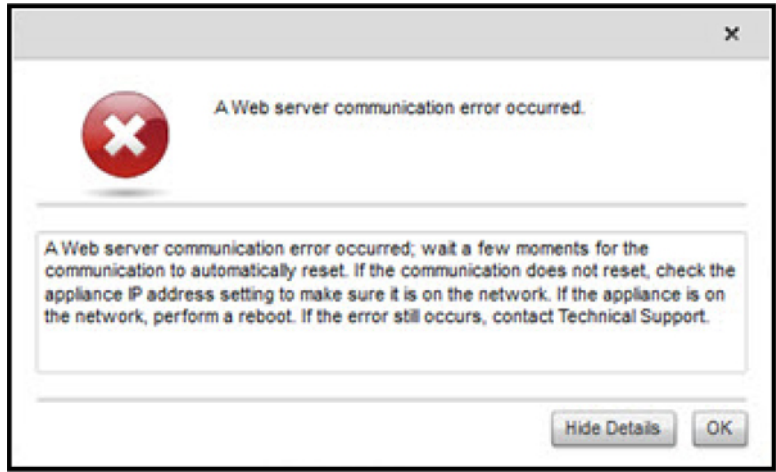 A Web server communication error occurred.
A Web server communication error occurred; wait a few moments for the
communication to automatically reset. If the communication does not reset, check the
appliance IP address setting to make sure it is on the network. If the appliance is on
the network, perform a reboot. If the error still occurs, contact Technical Support.
Hide Details
OK